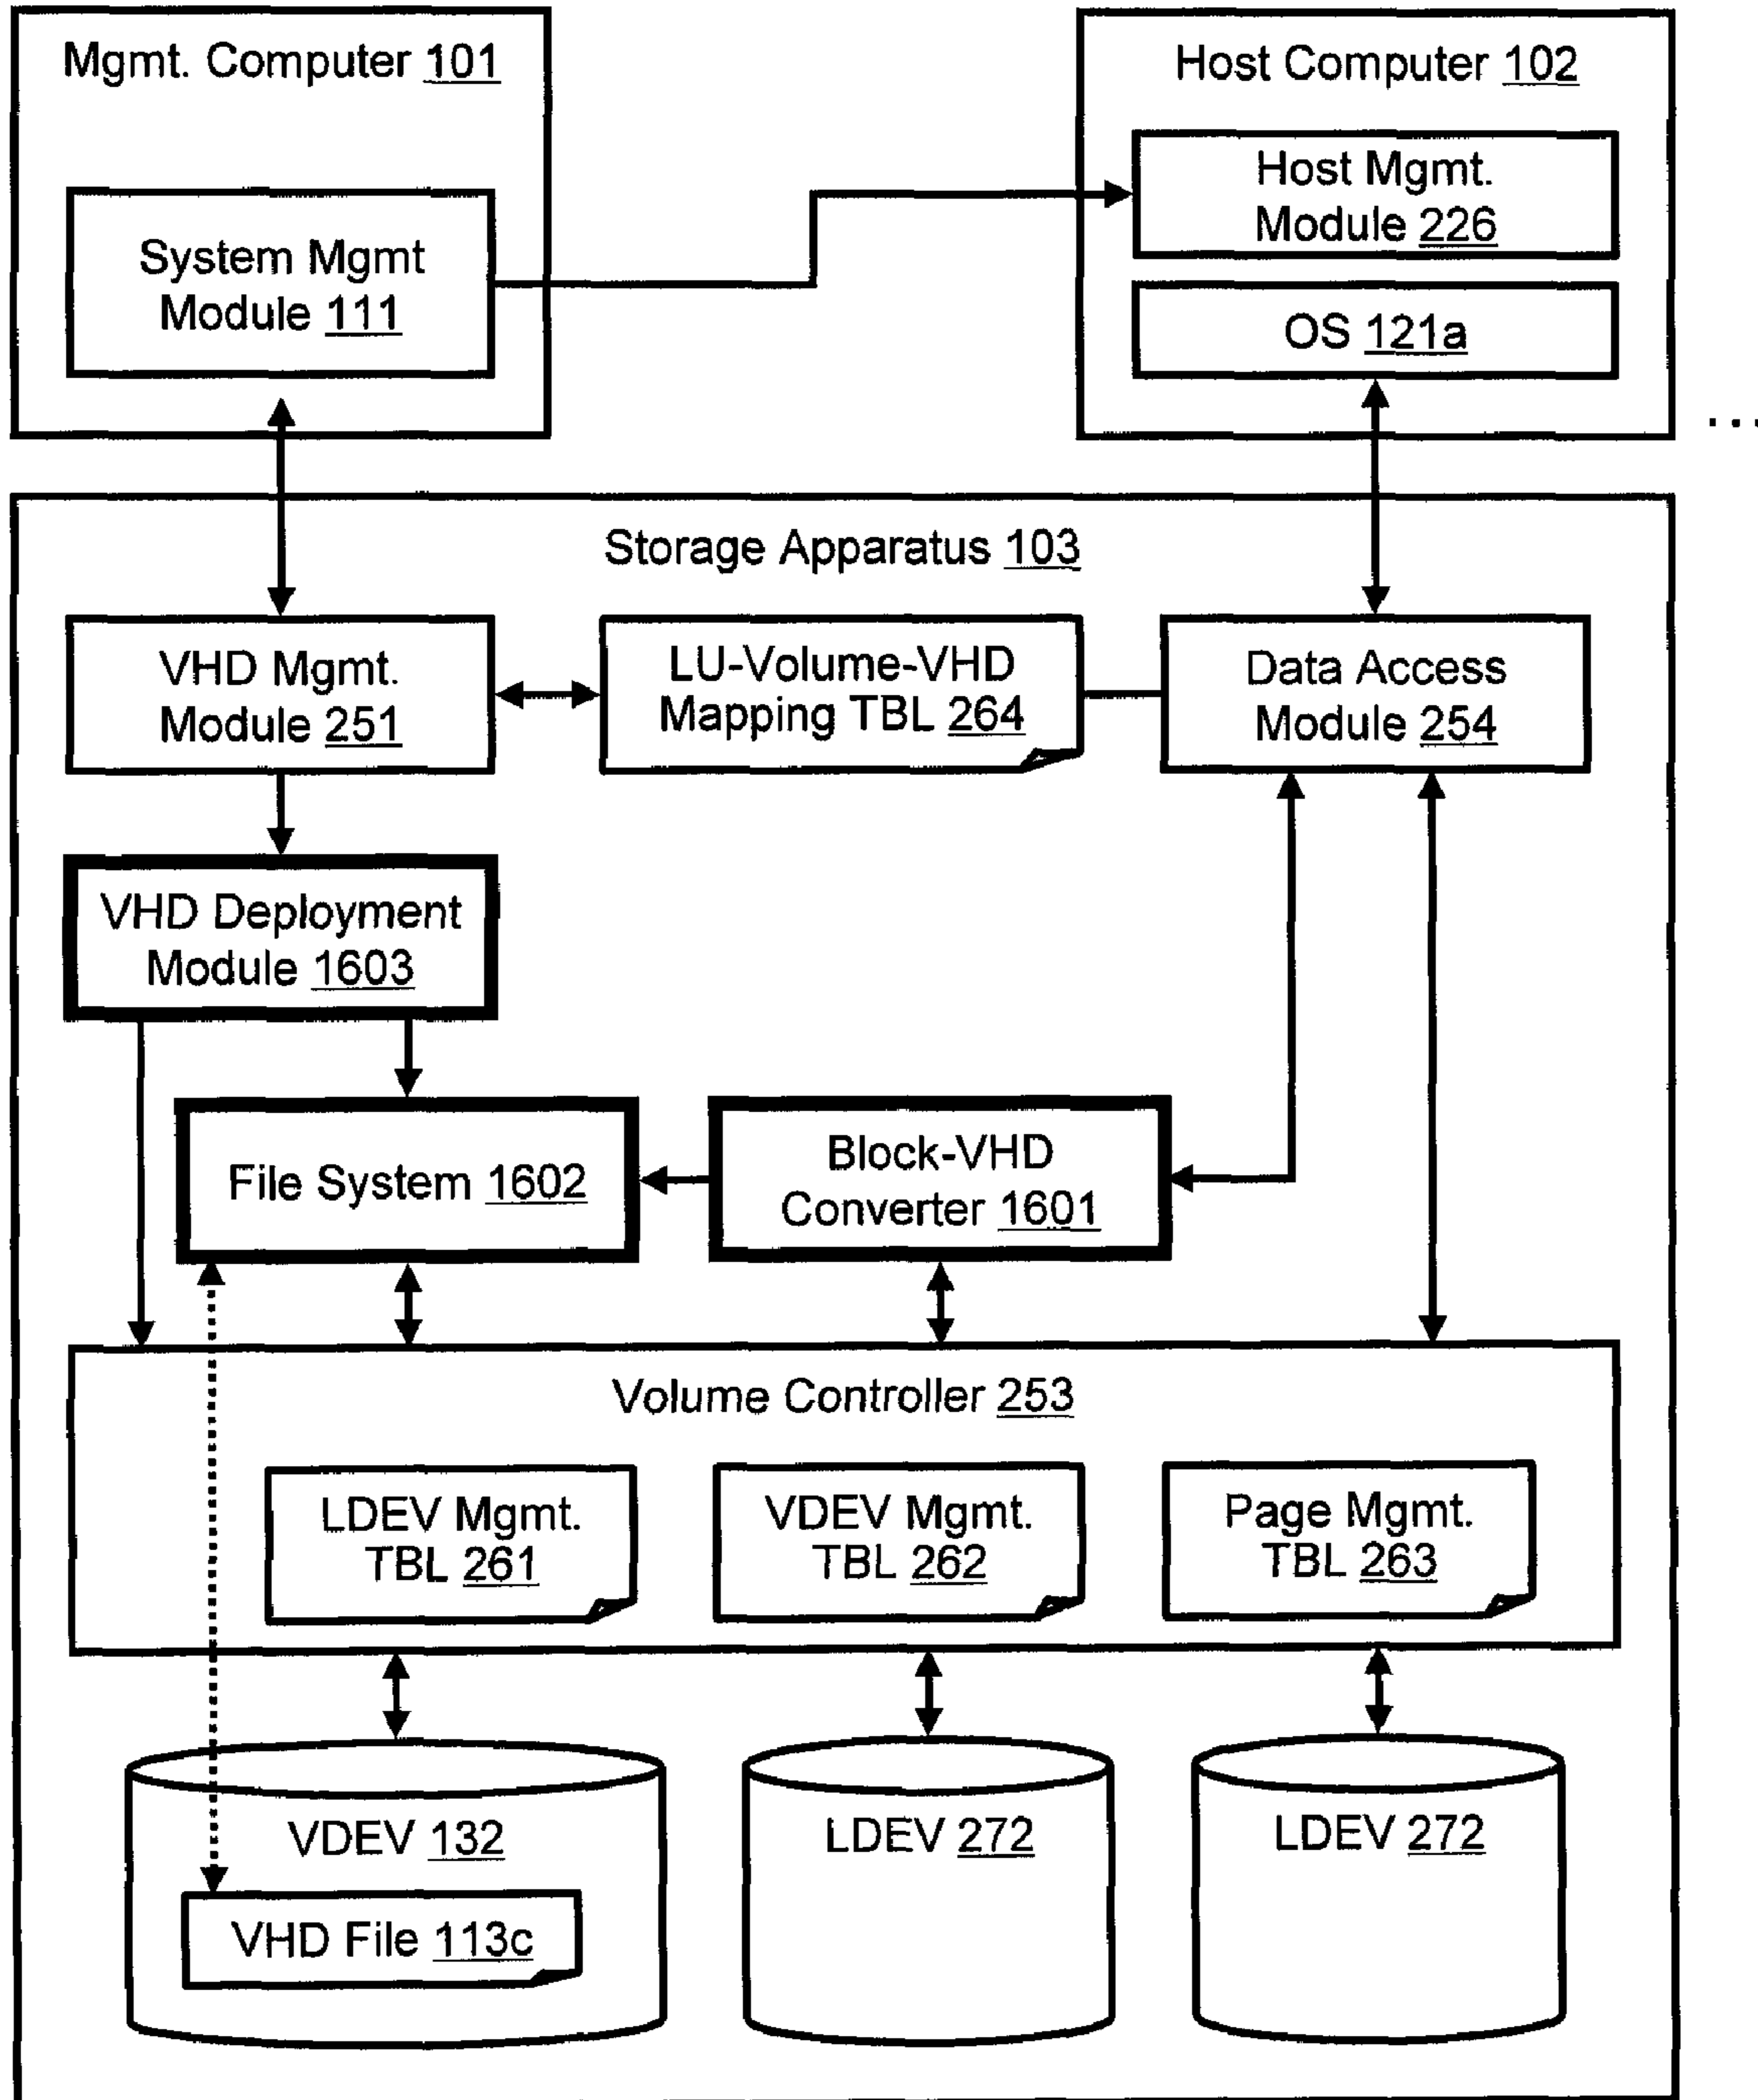 Mgmt. Computer 101
System Mgmt
Module 111
Host Computer 102
Host Mgmt.
Module 226
OS 121a
...
Storage Apparatus 103
VHD Mgmt.
Module 251
LU-Volume-VHD
Mapping TBL 264
Data Access
Module 254
VHD Deployment
Module 1603
File System 1602
Block-VHD
Converter 1601
Volume Controller 253
LDEV Mgmt.
TBL 261
VDEV Mgmt.
TBL 262
Page Mgmt.
TBL 263
VDEV 132
VHD File 113c
LDEV 272
LDEV 272